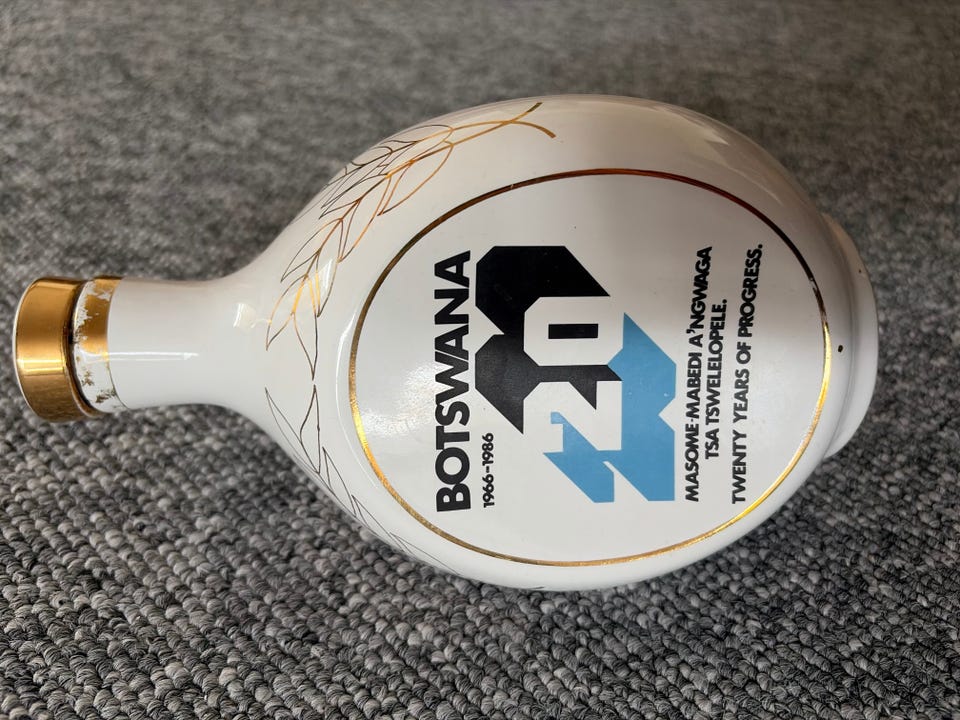 BOTSWANA
1966-1986
20
MASOME-MABEDI A'NGWAGA
TSA TSWELELOPELE.
TWENTY YEARS OF PROGRESS.